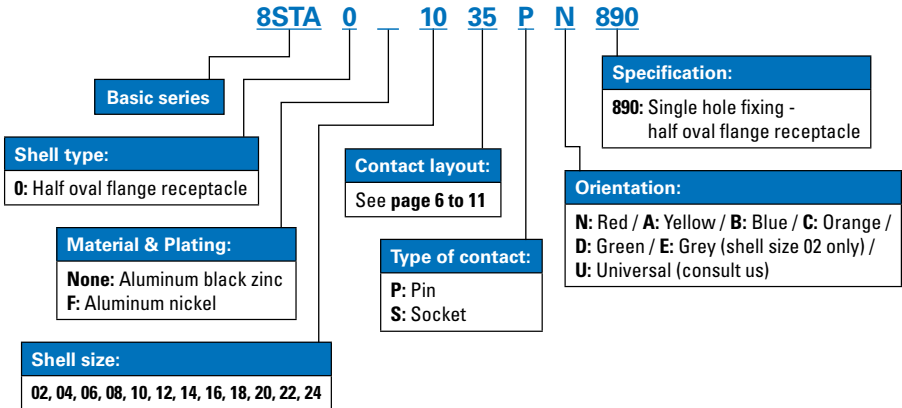 8STA 0 _ 10 35 P N 890
Basic series
Shell type:
0: Half oval flange receptacle
Material & Plating:
None: Aluminum black zinc
F: Aluminum nickel
Shell size:
02, 04, 06, 08, 10, 12, 14, 16, 18, 20, 22, 24
Contact layout:
See page 6 to 11
Type of contact:
P: Pin
S: Socket
Orientation:
N: Red / A: Yellow / B: Blue / C: Orange /
D: Green / E: Grey (shell size 02 only) /
U: Universal (consult us)
Specification:
890: Single hole fixing -
half oval flange receptacle